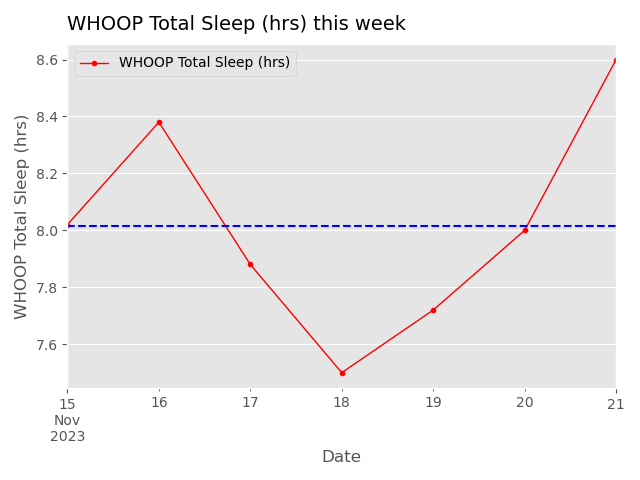 WHOOP Total Sleep (hrs) this week
WHOOP Total Sleep (hrs)
WHOOP Total Sleep (hrs)
8.6
8.4
8.2
8.0
7.8
7.6
15 16 17 18 19 20 21
Nov
2023
Date